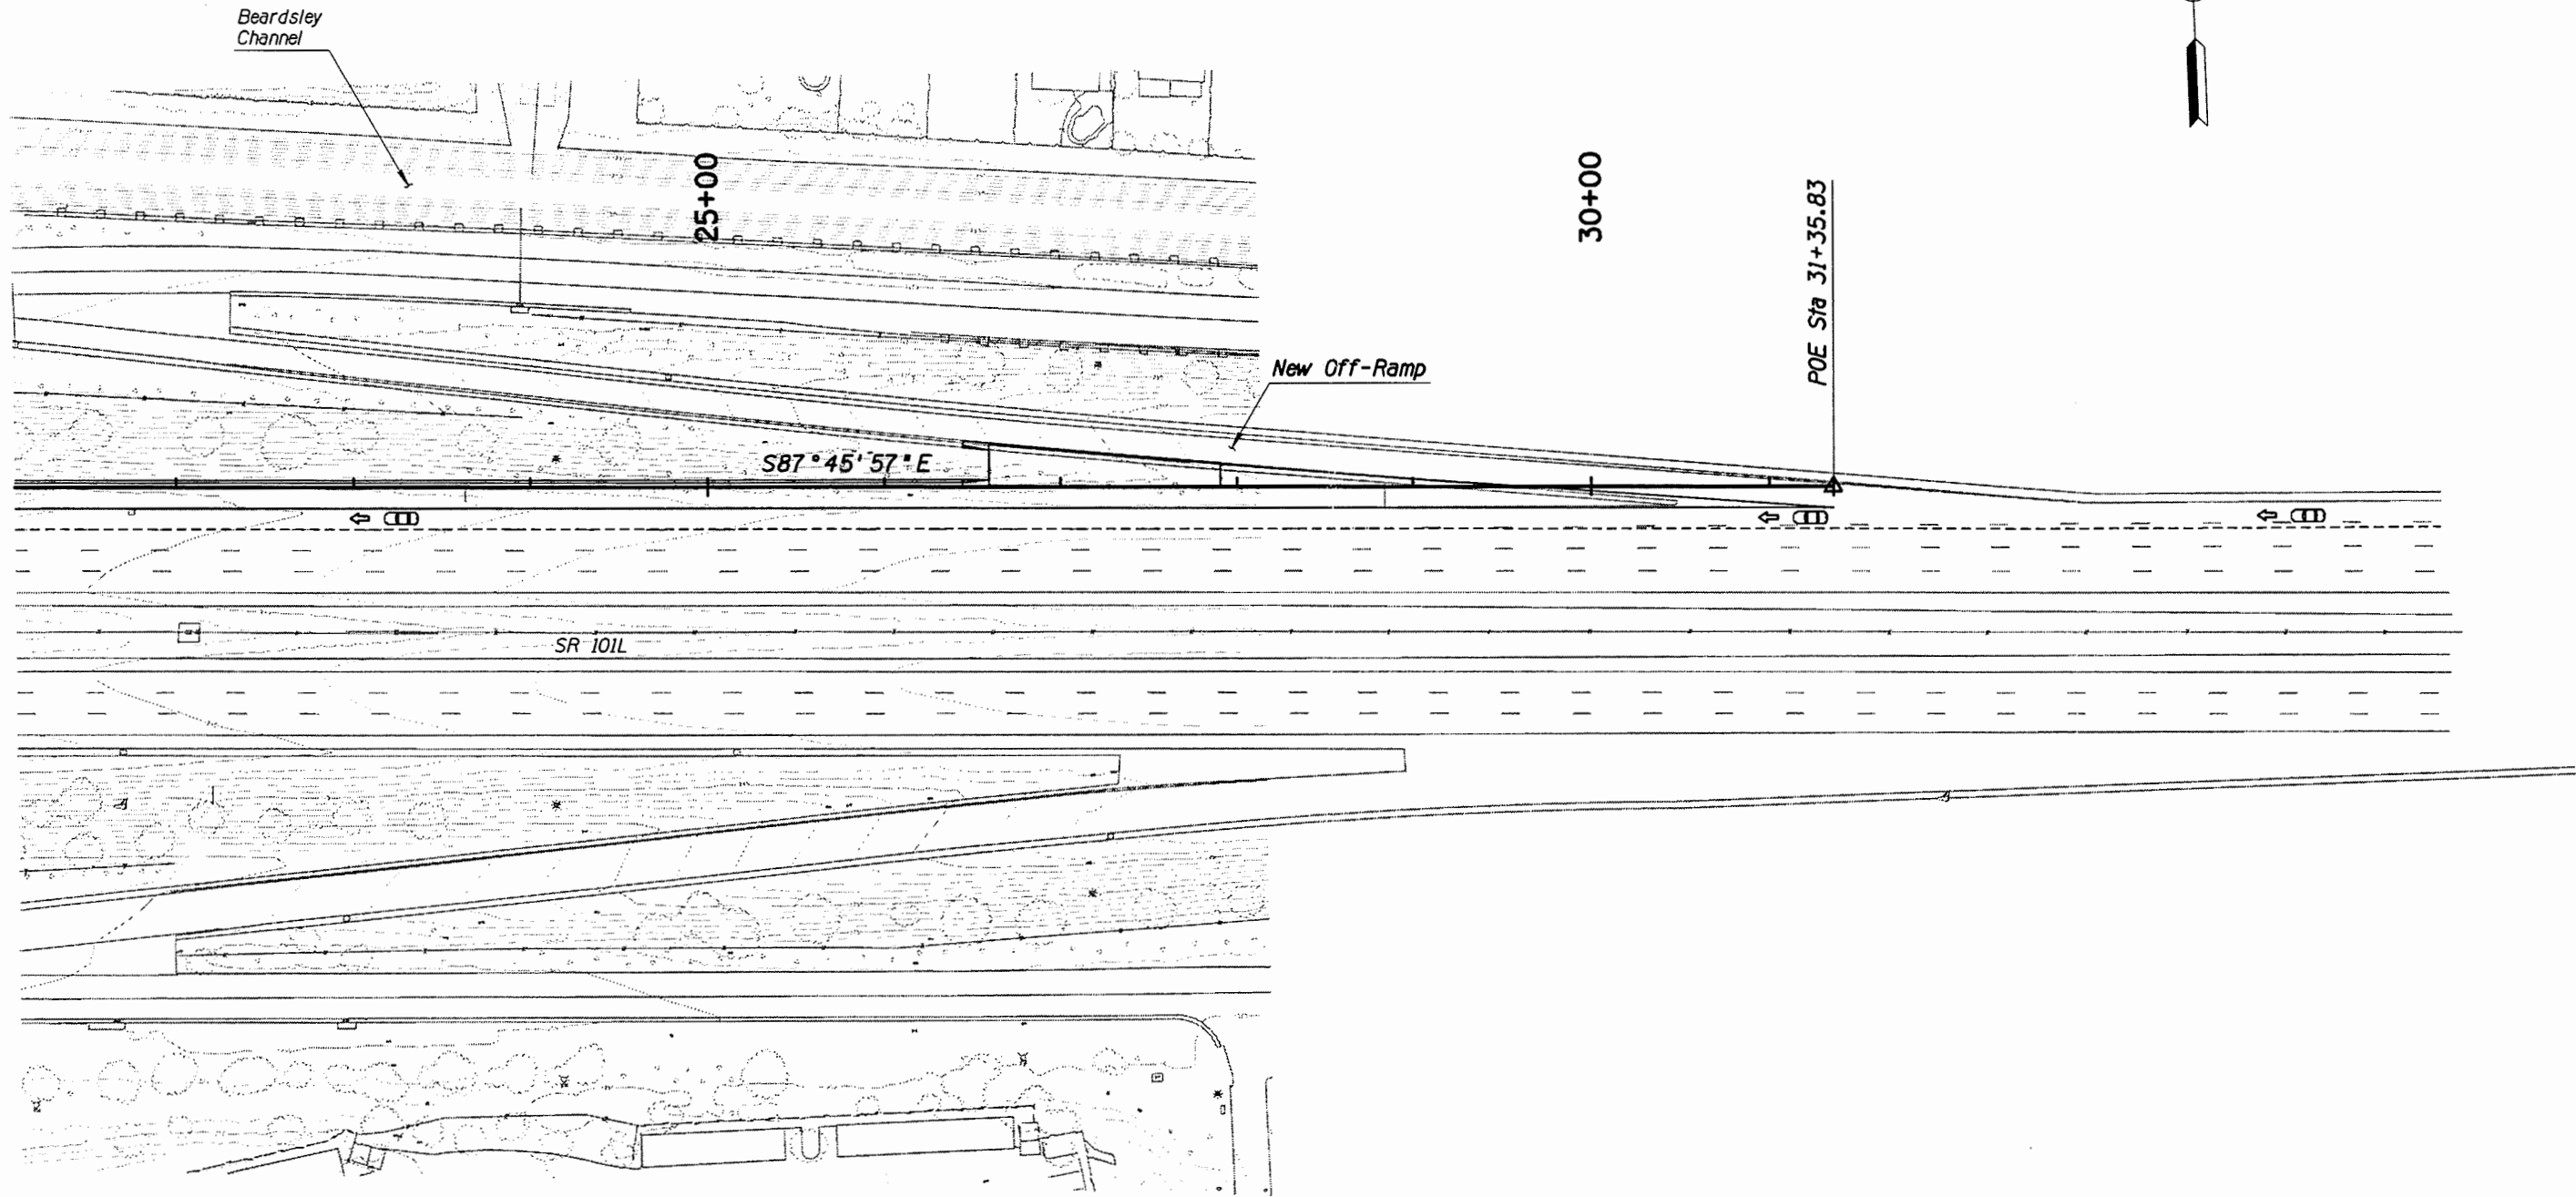 Beardsley
Channel
25+00
30+00
POE Sta 31+35.83
New Off-Ramp
S87°45'57"E
SR 101L